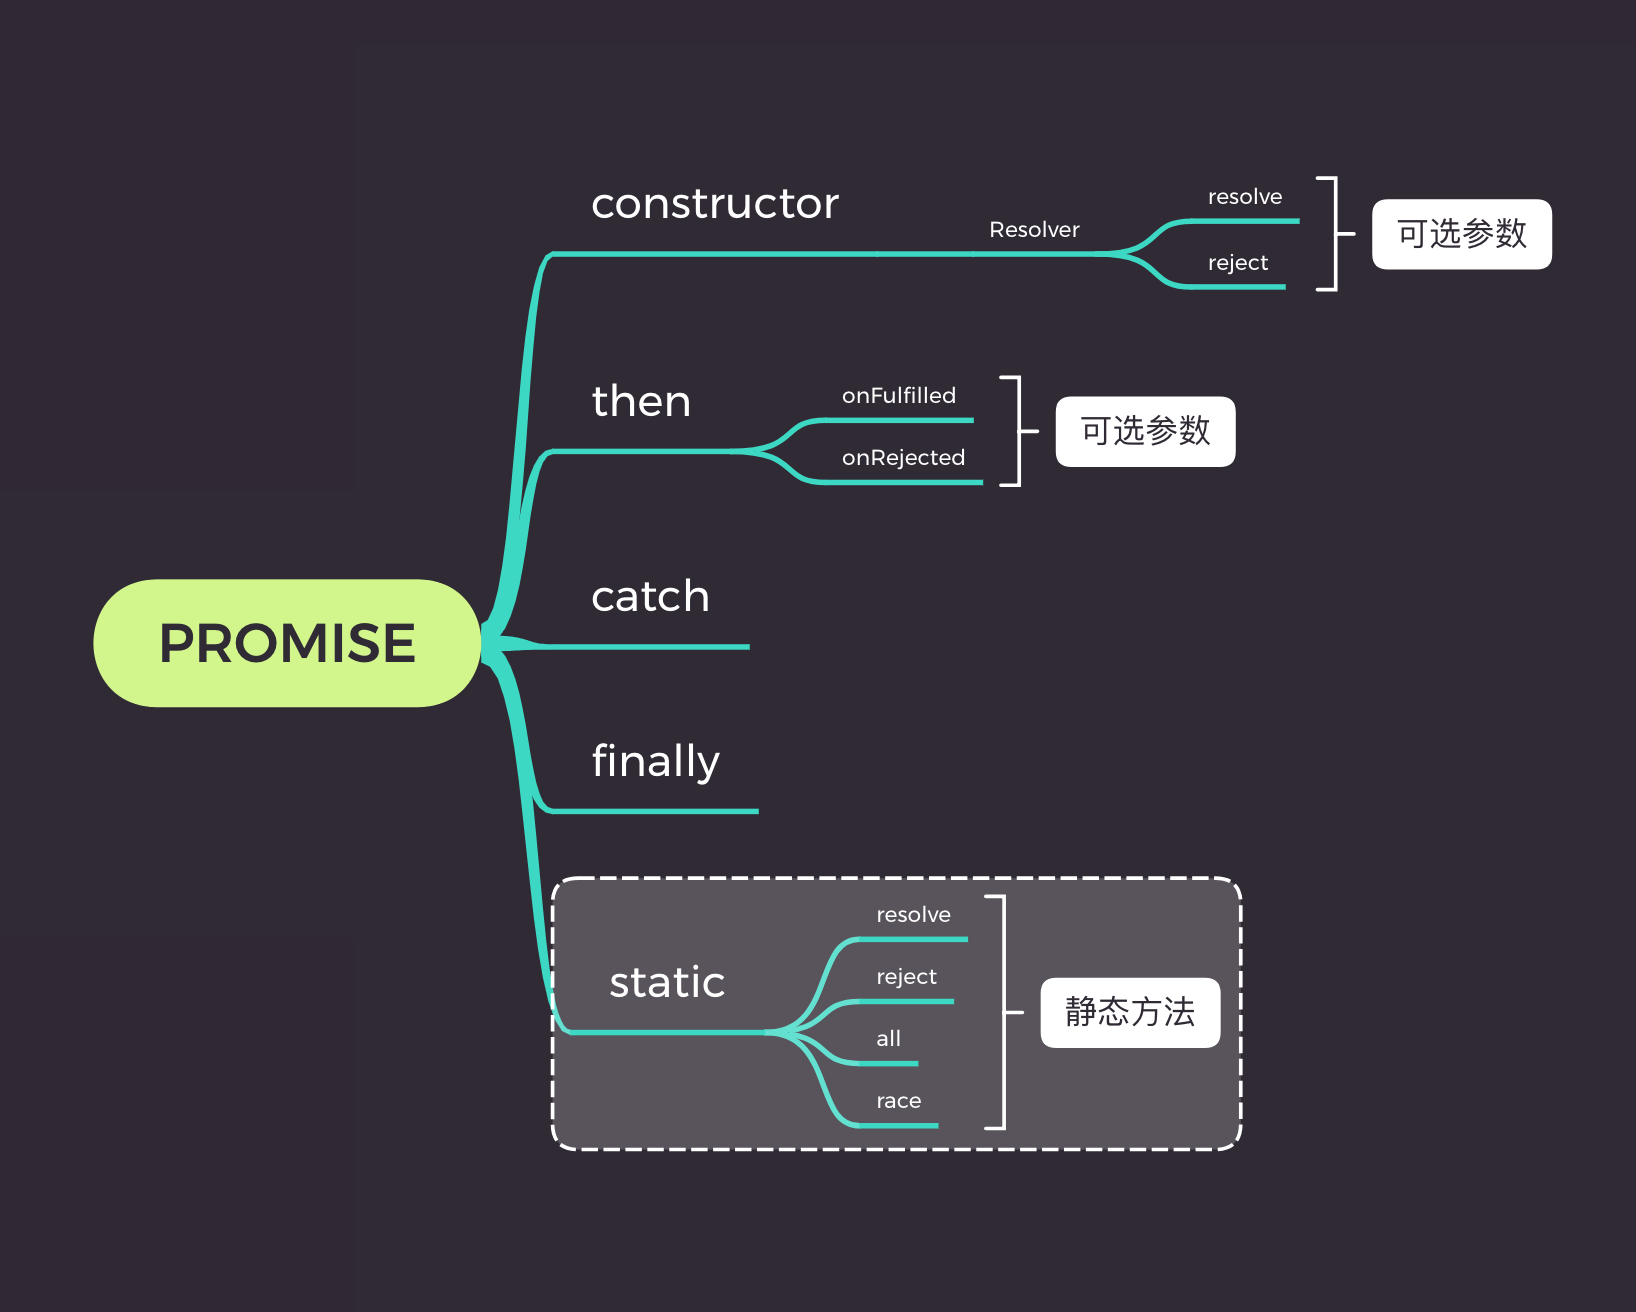 PROMISE
constructor
Resolver
resolve
reject
可选参数
then
onFulfilled
onRejected
可选参数
catch
finally
static
resolve
reject
all
race
静态方法